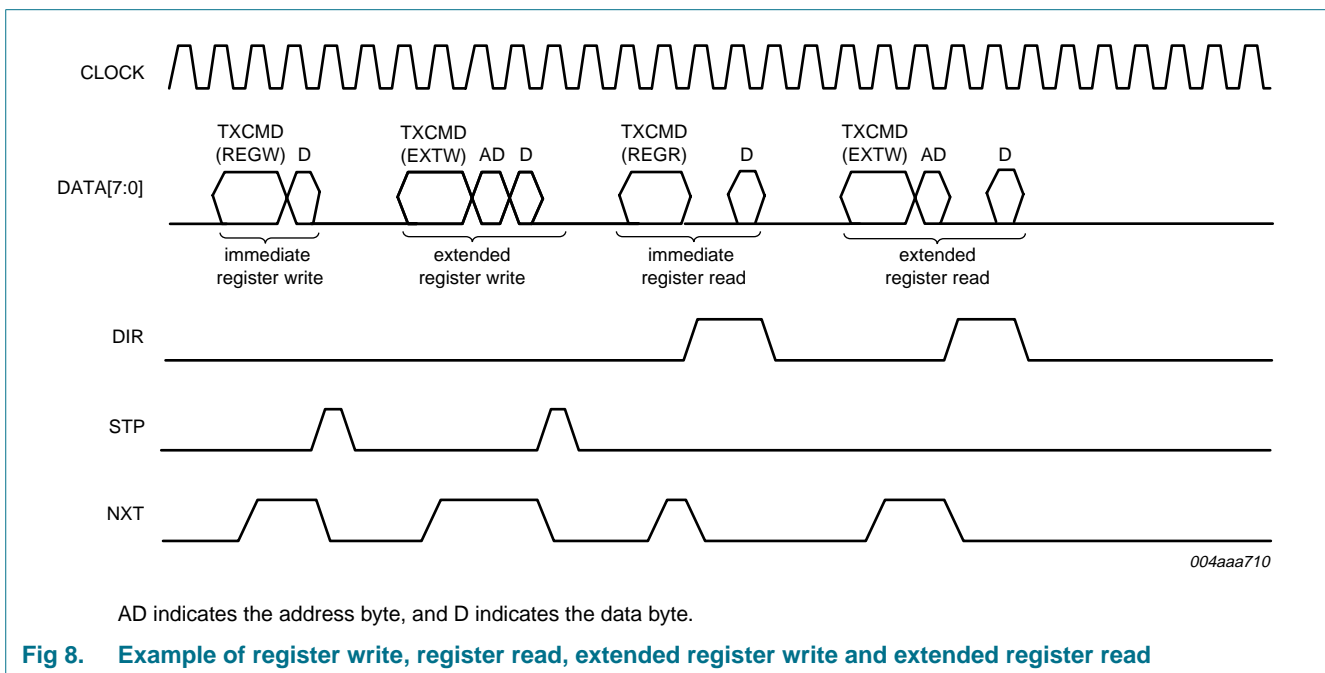 CLOCK
TXCMD TXCMD TXCMD TXCMD
(REGW) D (EXTW) AD D (REGR) D (EXTW) AD D
DATA[7:0]
immediate extended immediate extended
register write register write register read register read
DIR
STP
NXT
004aaa710
AD indicates the address byte, and D indicates the data byte.
Fig 8. Example of register write, register read, extended register write and extended register read